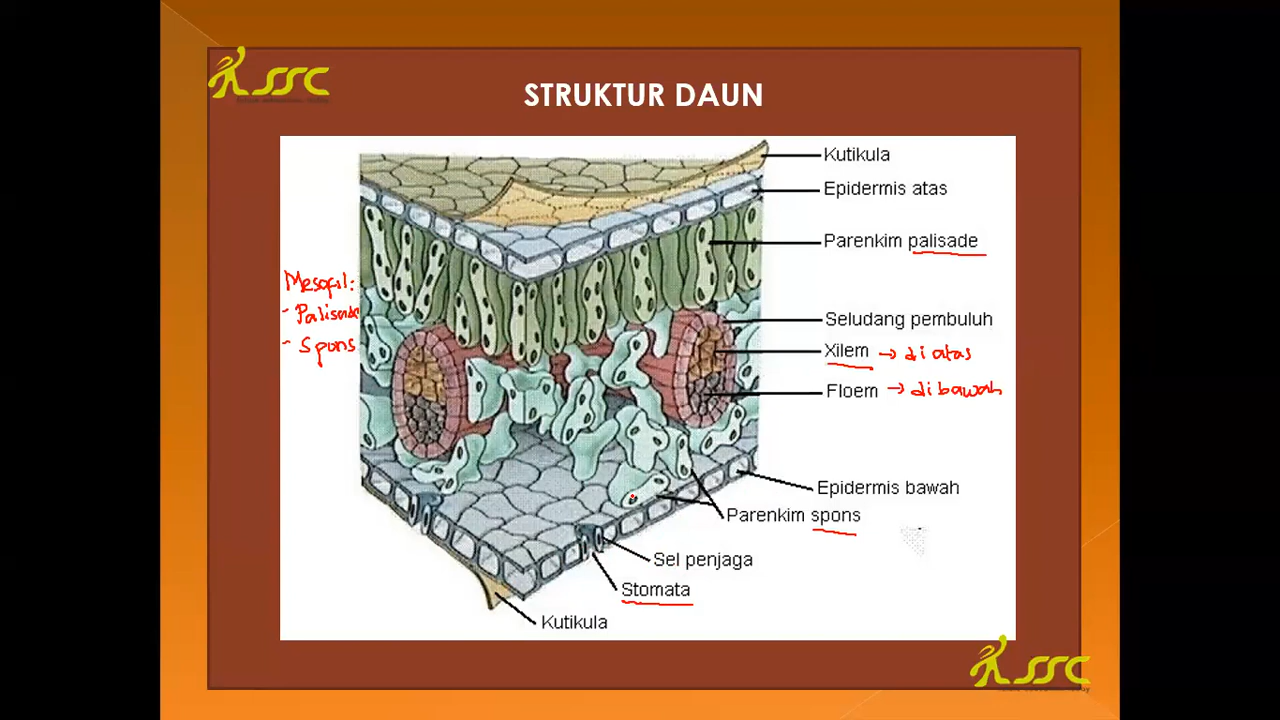 SSC
STRUKTUR DAUN
Kutikula
Epidermis atas
Parenkim palisade
Mesofil:
- Palisade
- Spons
Seludang pembuluh
Xilem → di atas
Floem → di bawah
Epidermis bawah
Parenkim spons
Sel penjaga
Stomata
Kutikula
SSC